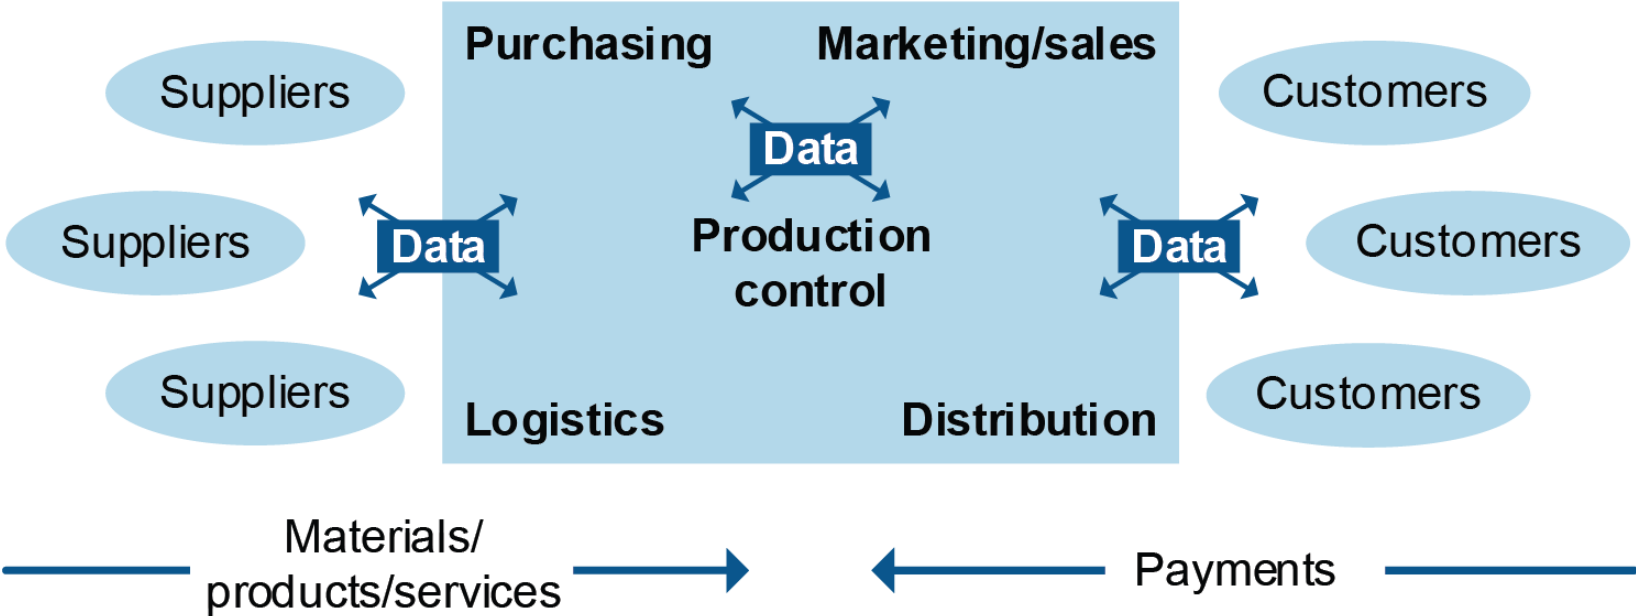 Purchasing
Marketing/sales
Suppliers
Customers
Data
Suppliers
Data
Production
control
Data
Customers
Suppliers
Logistics
Distribution
Customers
Materials/
products/services
Payments